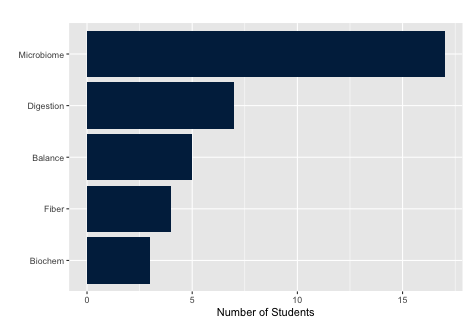 Microbiome
Digestion
Balance
Fiber
Biochem
0 5 10 15
Number of Students